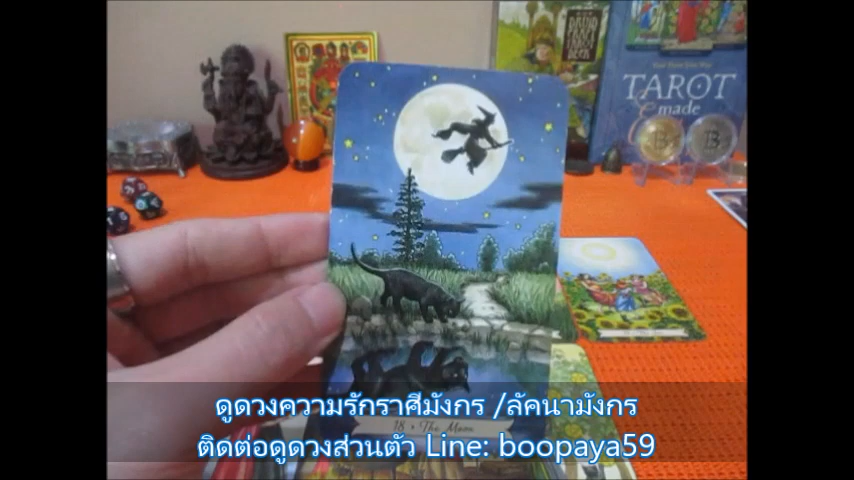 TAROT
made
B
B
18 • The Moon
ดูดวงความรักราศีมังกร /ลัคนามังกร
ติดต่อดูดวงส่วนตัว Line: boopaya59